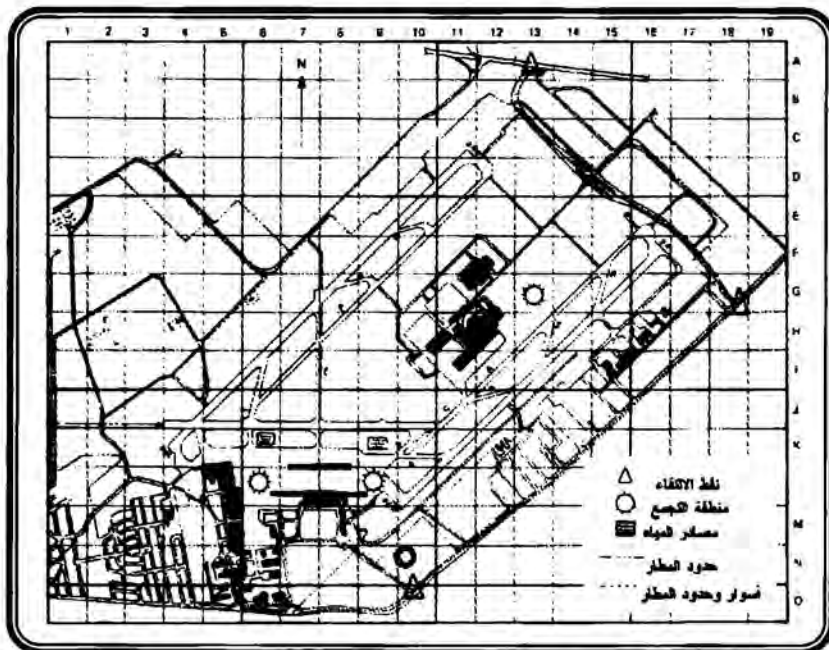 1 2 3 4 5 6 7 8 9 10 11 12 13 14 15 16 17 18 19
N
A
B
C
D
E
F
G
H
I
J
K
L
M
N
O
نقط الالتقاء
منطقة التجمع
مصادر المياه
حدود المطار
اسوار وحدود المطار